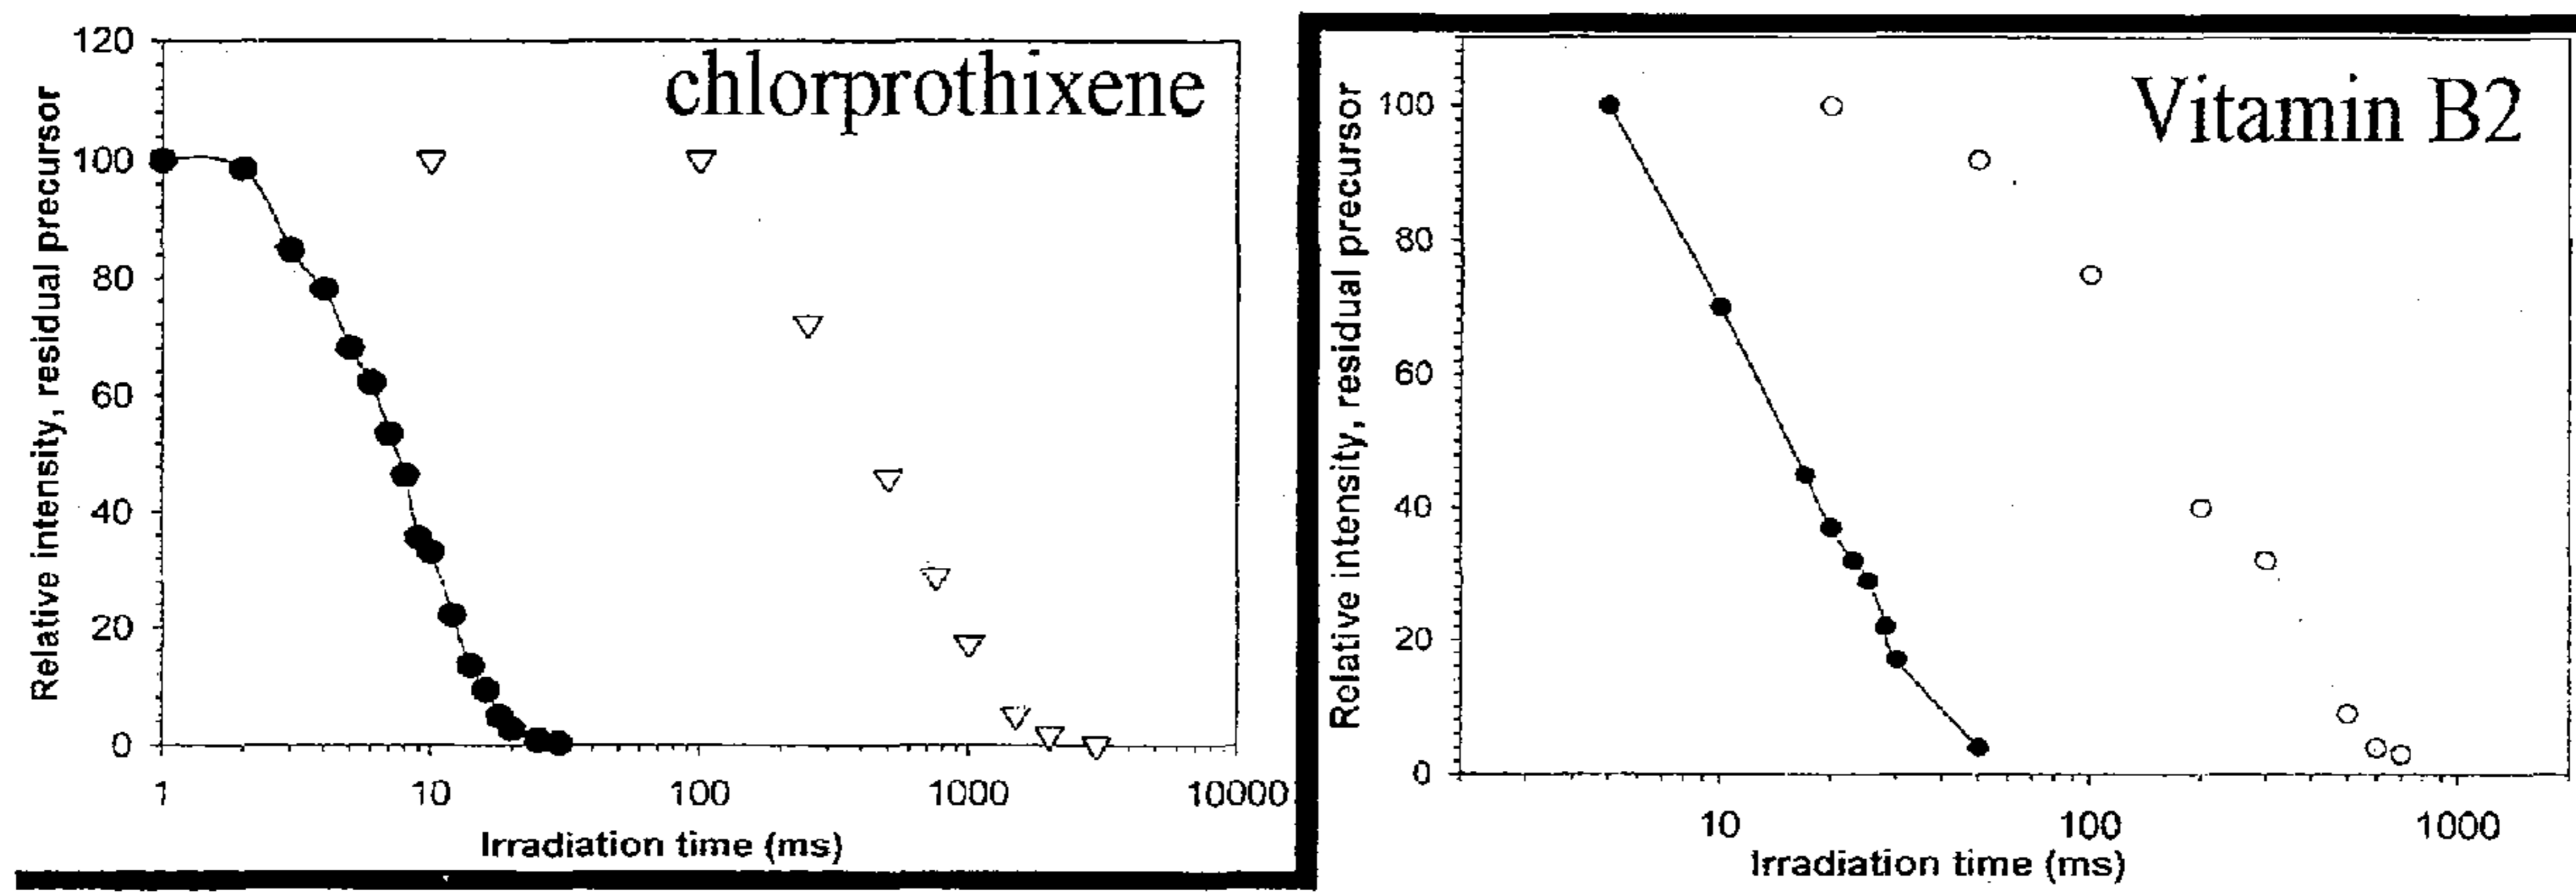 chlorprothixene
Relative intensity, residual precursor
120
100
80
60
40
20
0
1 10 100 1000 10000
Irradiation time (ms)
Vitamin B2
Relative intensity, residual precursor
100
80
60
40
20
0
10 100 1000
Irradiation time (ms)